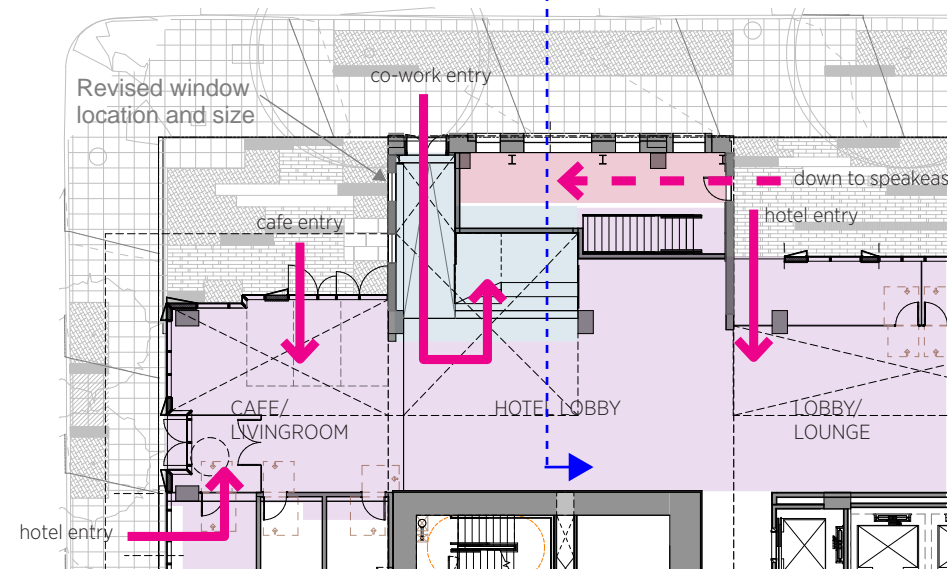 co-work entry
Revised window
location and size
down to speakeas
cafe entry
hotel entry
CAFE/
LIVINGROOM
HOTEL LOBBY
LOBBY/
LOUNGE
hotel entry